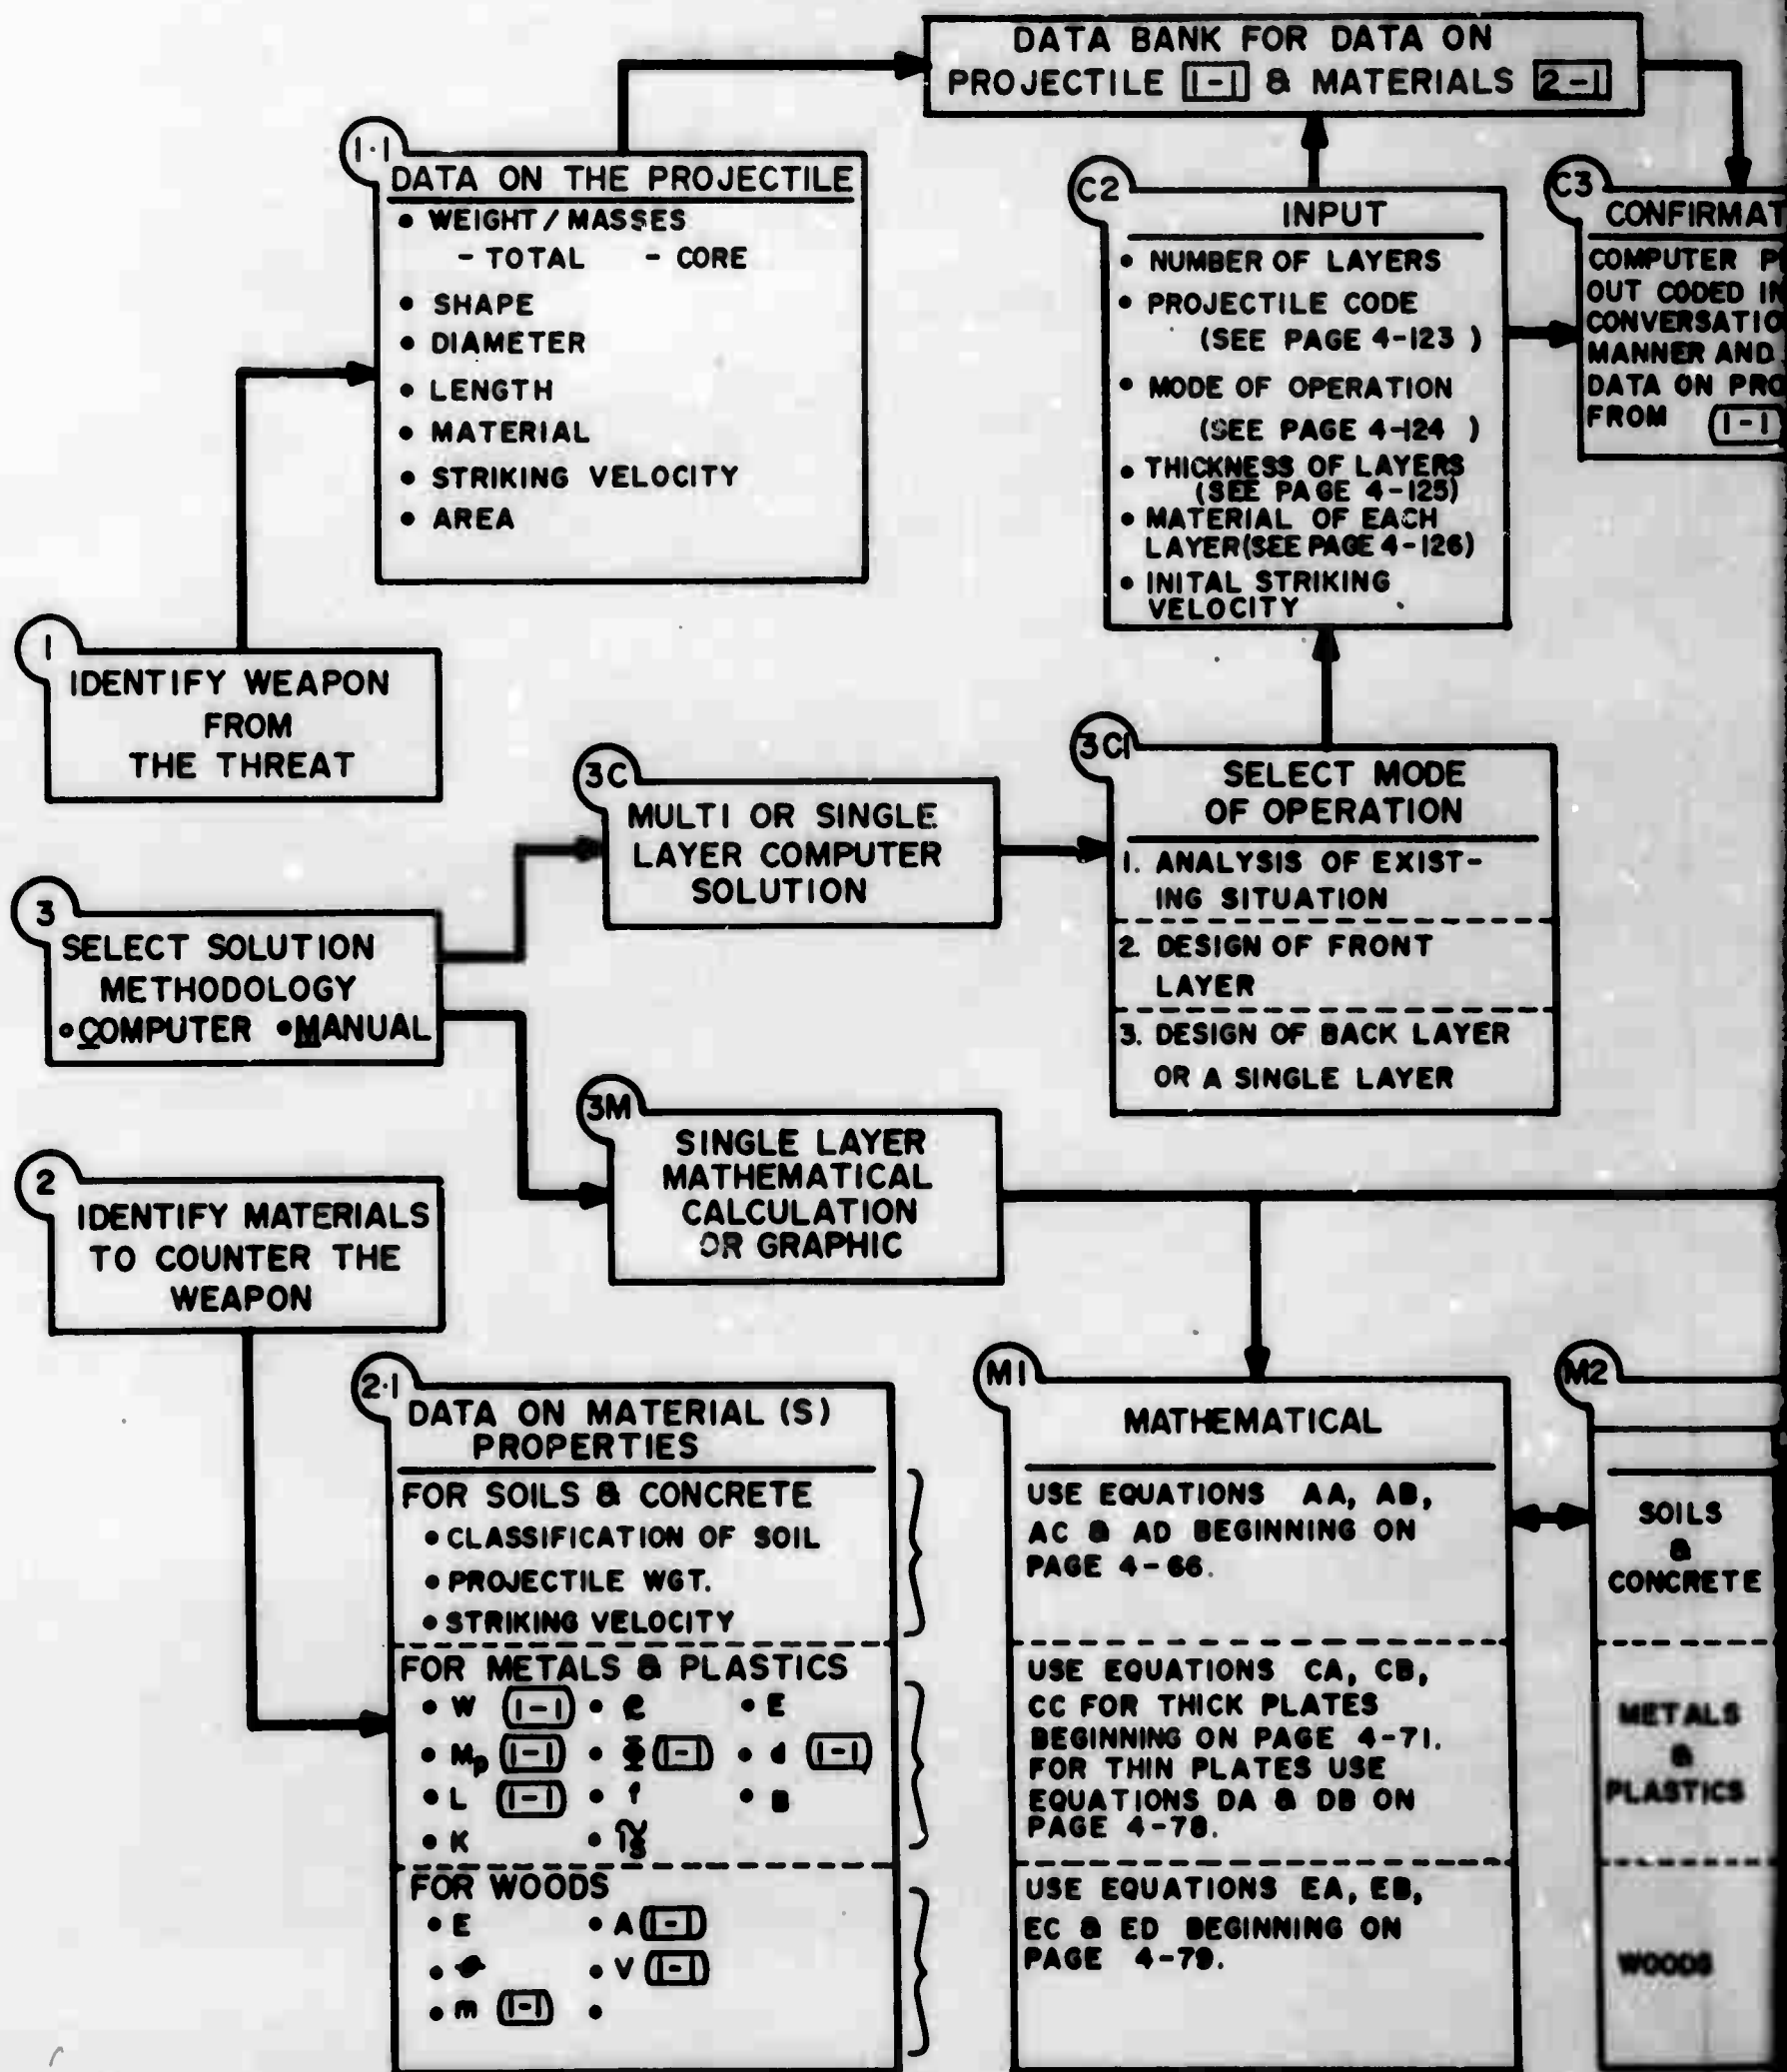 DATA BANK FOR DATA ON
PROJECTILE 1-1 & MATERIALS 2-1
1·1
DATA ON THE PROJECTILE
• WEIGHT / MASSES
- TOTAL - CORE
• SHAPE
• DIAMETER
• LENGTH
• MATERIAL
• STRIKING VELOCITY
• AREA
C2
INPUT
• NUMBER OF LAYERS
• PROJECTILE CODE
(SEE PAGE 4-123 )
• MODE OF OPERATION
(SEE PAGE 4-124 )
• THICKNESS OF LAYERS
(SEE PAGE 4-125)
• MATERIAL OF EACH
LAYER(SEE PAGE 4-126)
• INITAL STRIKING
VELOCITY
C3
CONFIRMAT
COMPUTER P
OUT CODED IN
CONVERSATIO
MANNER AND
DATA ON PRO
FROM 1-1
1
IDENTIFY WEAPON
FROM
THE THREAT
3C
MULTI OR SINGLE
LAYER COMPUTER
SOLUTION
3C1
SELECT MODE
OF OPERATION
1. ANALYSIS OF EXIST-
ING SITUATION
2. DESIGN OF FRONT
LAYER
3. DESIGN OF BACK LAYER
OR A SINGLE LAYER
3
SELECT SOLUTION
METHODOLOGY
• COMPUTER • MANUAL
3M
SINGLE LAYER
MATHEMATICAL
CALCULATION
OR GRAPHIC
2
IDENTIFY MATERIALS
TO COUNTER THE
WEAPON
2·1
DATA ON MATERIAL (S)
PROPERTIES
FOR SOILS & CONCRETE
• CLASSIFICATION OF SOIL
• PROJECTILE WGT.
• STRIKING VELOCITY
FOR METALS & PLASTICS
• W 1-1 • e • E
• Mp 1-1 • Φ 1-1 • d 1-1
• L 1-1 • f • B
• K •
FOR WOODS
• E • A 1-1
• • V 1-1
• m 1-1 •
M1
MATHEMATICAL
USE EQUATIONS AA, AB,
AC & AD BEGINNING ON
PAGE 4-66.
USE EQUATIONS CA, CB,
CC FOR THICK PLATES
BEGINNING ON PAGE 4-71.
FOR THIN PLATES USE
EQUATIONS DA & DB ON
PAGE 4-78.
USE EQUATIONS EA, EB,
EC & ED BEGINNING ON
PAGE 4-79.
M2
SOILS
&
CONCRETE
METALS
&
PLASTICS
WOODS